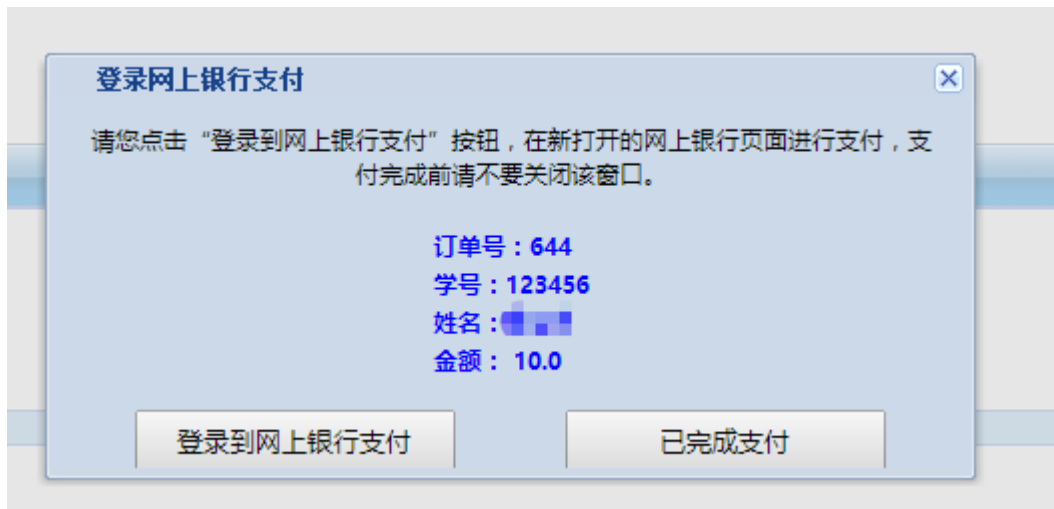 登录网上银行支付
请您点击“登录到网上银行支付”按钮，在新打开的网上银行页面进行支付，支
付完成前请不要关闭该窗口。
订单号：644
学号：123456
姓名：
金额： 10.0
登录到网上银行支付
已完成支付